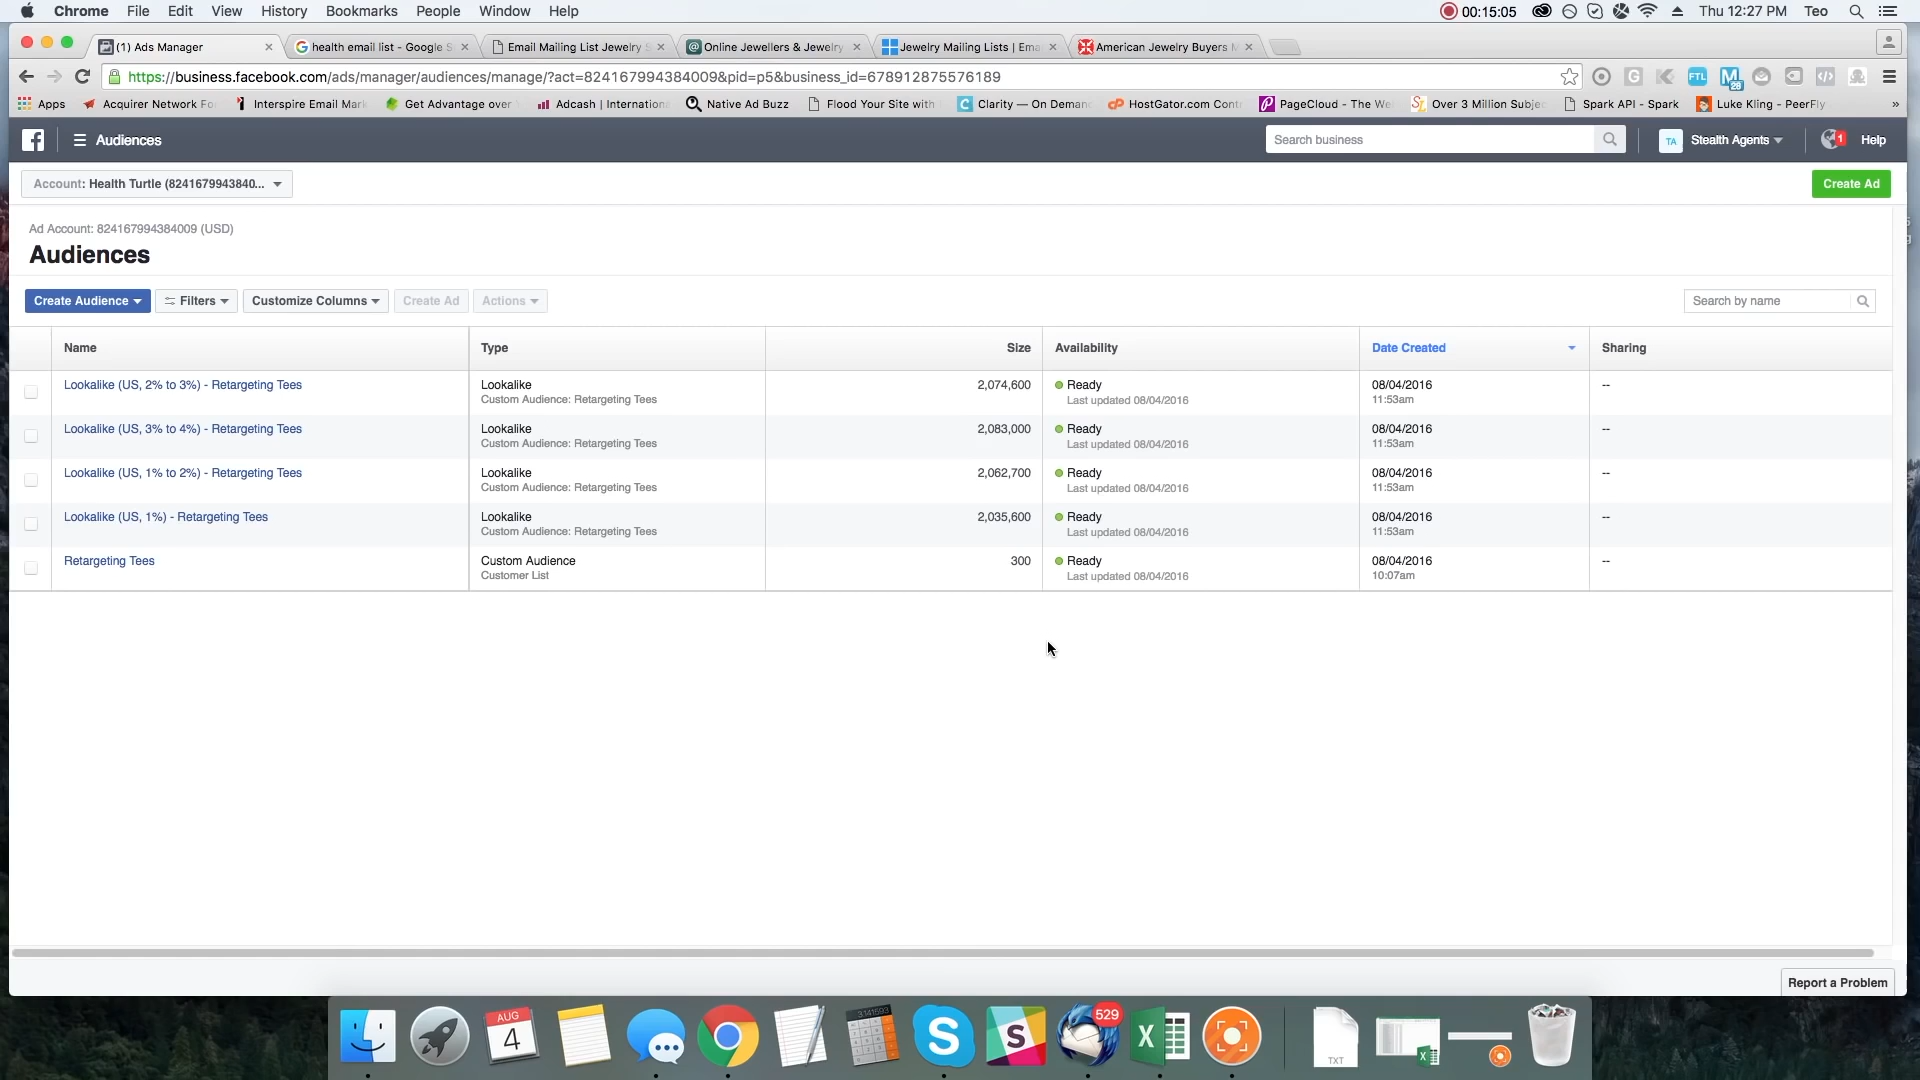 Chrome File Edit View History Bookmarks People Window Help 00:15:05 Thu 12:27 PM Teo
(1) Ads Manager health email list - Google S Email Mailing List Jewelry S Online Jewellers & Jewelry Jewelry Mailing Lists | Ema American Jewelry Buyers M
https://business.facebook.com/ads/manager/audiences/manage/?act=824167994384009&pid=p5&business_id=678912875576189
Apps Acquirer Network Fo Interspire Email Mark Get Advantage over Adcash | Internationa Native Ad Buzz Flood Your Site with Clarity — On Deman HostGator.com Contr PageCloud - The We Over 3 Million Subje Spark API - Spark Luke Kling - PeerFly »
Audiences Search business TA Stealth Agents 1 Help
Account: Health Turtle (8241679943840... Create Ad
Ad Account: 824167994384009 (USD)
Audiences
Create Audience Filters Customize Columns Create Ad Actions Search by name
Name Type Size Availability Date Created Sharing
Lookalike (US, 2% to 3%) - Retargeting Tees Lookalike 2,074,600 Ready 08/04/2016 --
Custom Audience: Retargeting Tees Last updated 08/04/2016 11:53am
Lookalike (US, 3% to 4%) - Retargeting Tees Lookalike 2,083,000 Ready 08/04/2016 --
Custom Audience: Retargeting Tees Last updated 08/04/2016 11:53am
Lookalike (US, 1% to 2%) - Retargeting Tees Lookalike 2,062,700 Ready 08/04/2016 --
Custom Audience: Retargeting Tees Last updated 08/04/2016 11:53am
Lookalike (US, 1%) - Retargeting Tees Lookalike 2,035,600 Ready 08/04/2016 --
Custom Audience: Retargeting Tees Last updated 08/04/2016 11:53am
Retargeting Tees Custom Audience 300 Ready 08/04/2016 --
Customer List Last updated 08/04/2016 10:07am
Report a Problem
AUG 4 3.141593 S S 529 X TXT